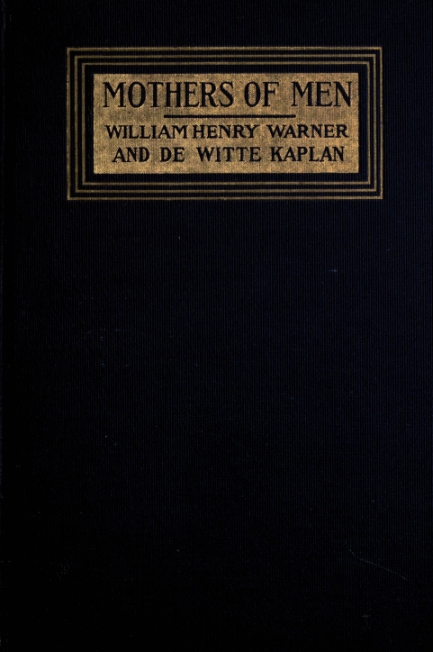 MOTHERS OF MEN
WILLIAM HENRY WARNER
AND DE WITTE KAPLAN